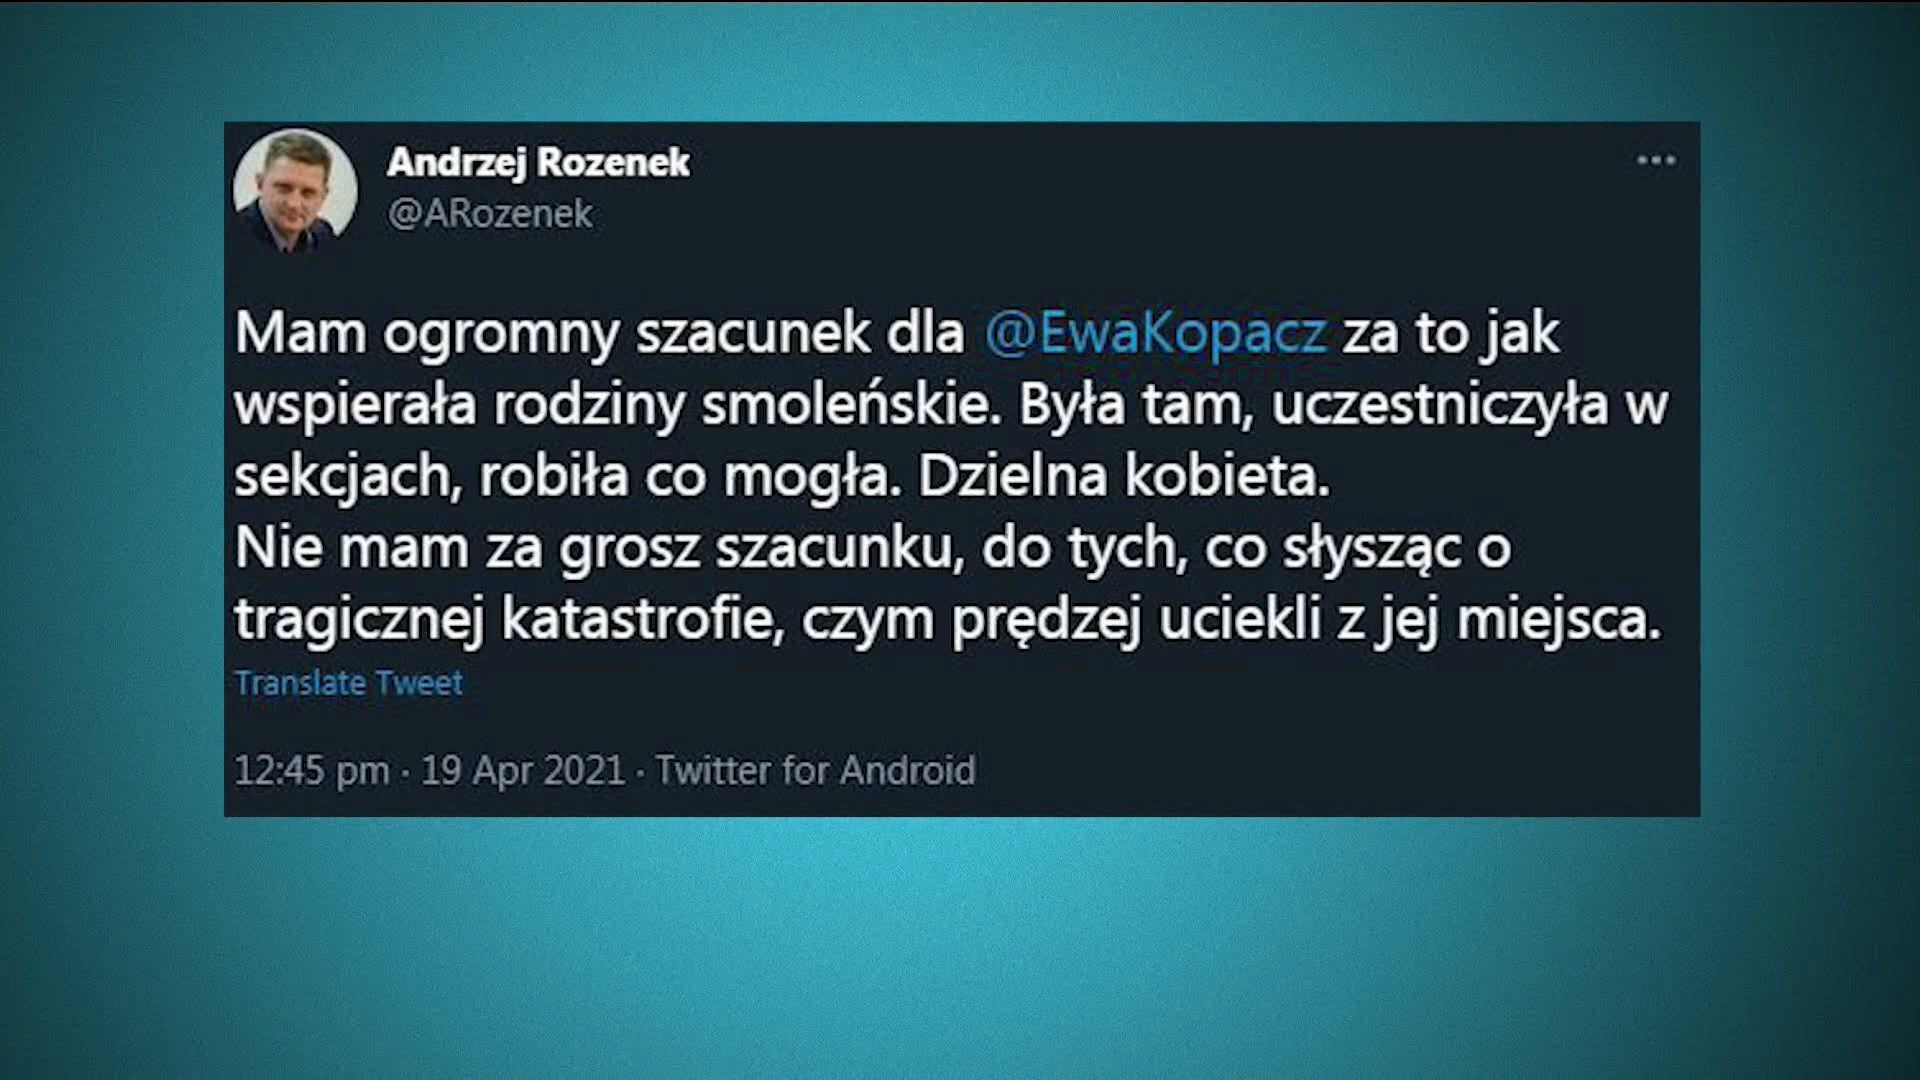 Andrzej Rozenek
@ARozenek
Mam ogromny szacunek dla @EwaKopacz za to jak
wspierała rodziny smoleńskie. Była tam, uczestniczyła w
sekcjach, robiła co mogła. Dzielna kobieta.
Nie mam za grosz szacunku, do tych, co słysząc o
tragicznej katastrofie, czym prędzej uciekli z jej miejsca.
Translate Tweet
12:45 pm · 19 Apr 2021 · Twitter for Android